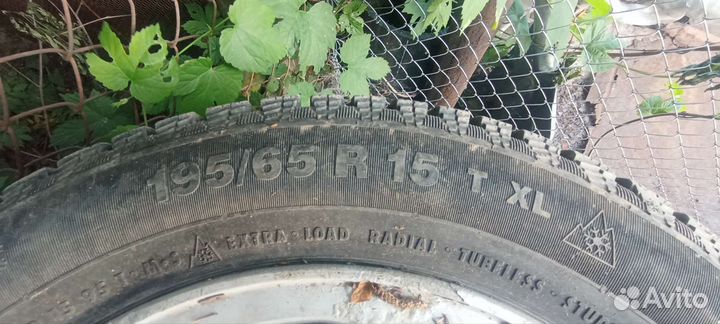 195/65 R 15 T XL
M+S EXTRA · LOAD RADIAL · TUBELESS ·
Avito